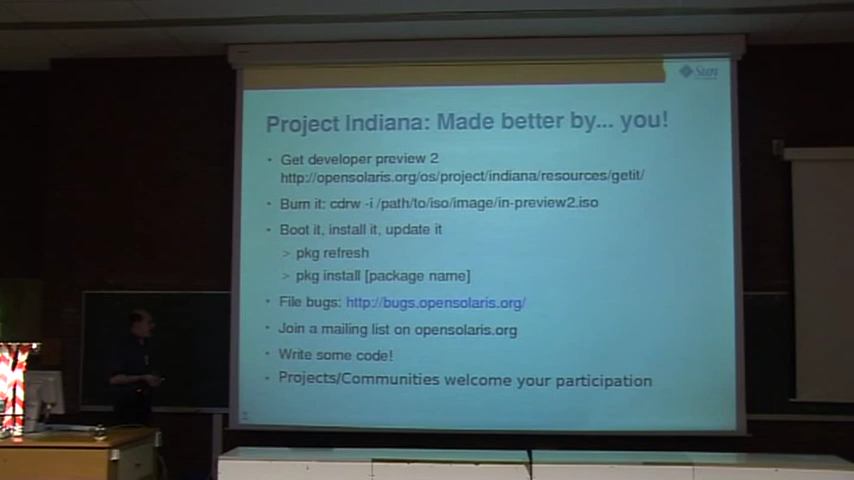 Sun
Project Indiana: Made better by... you!
• Get developer preview 2
http://opensolaris.org/os/project/indiana/resources/getit/
• Burn it: cdrw -i /path/to/iso/image/in-preview2.iso
• Boot it, install it, update it
> pkg refresh
> pkg install [package name]
• File bugs: http://bugs.opensolaris.org/
• Join a mailing list on opensolaris.org
• Write some code!
• Projects/Communities welcome your participation